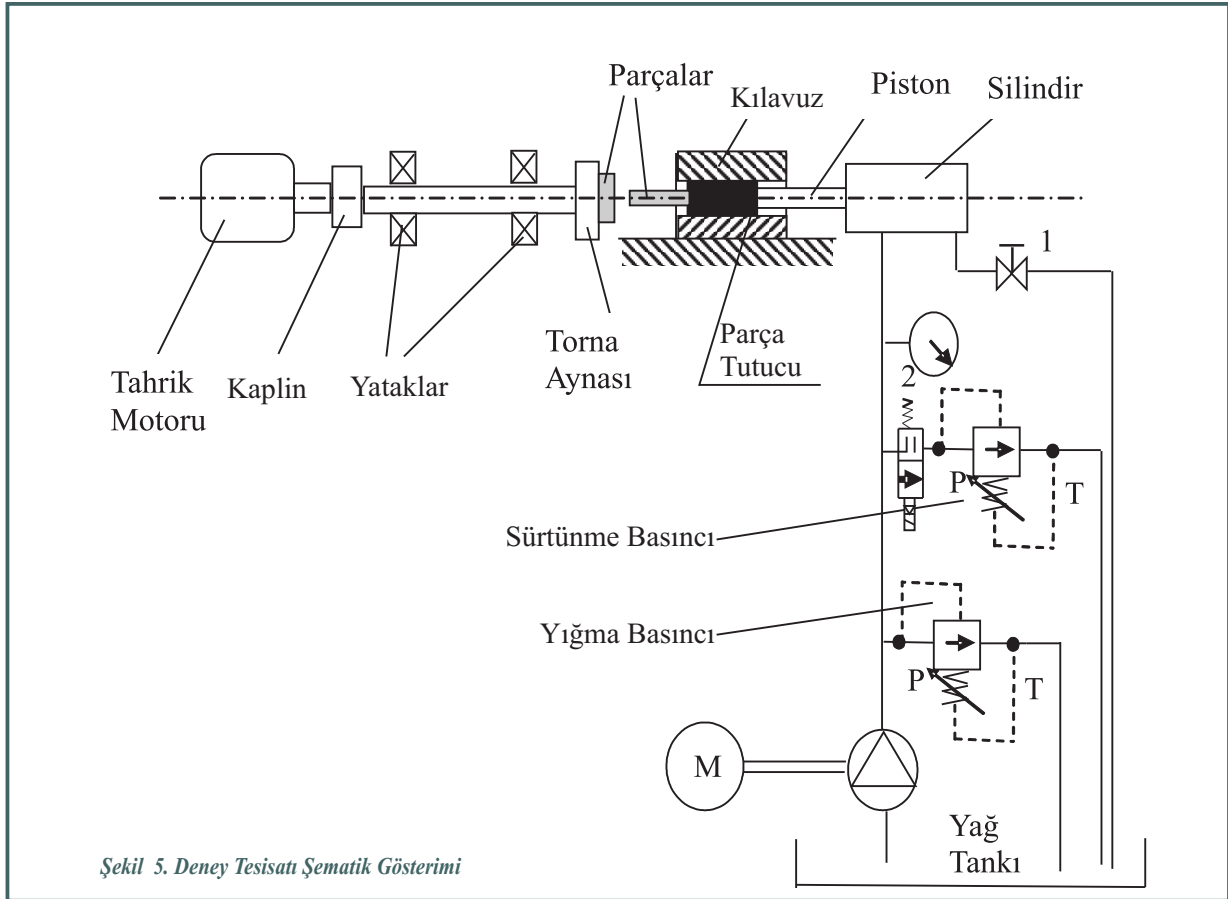 Parçalar
Kılavuz
Piston
Silindir
1
Tahrik
Motoru
Kaplin
Yataklar
Torna
Aynası
Parça
Tutucu
2
P
T
Sürtünme Basıncı
Yığma Basıncı
P
T
M
Yağ
Tankı
Şekil 5. Deney Tesisatı Şematik Gösterimi